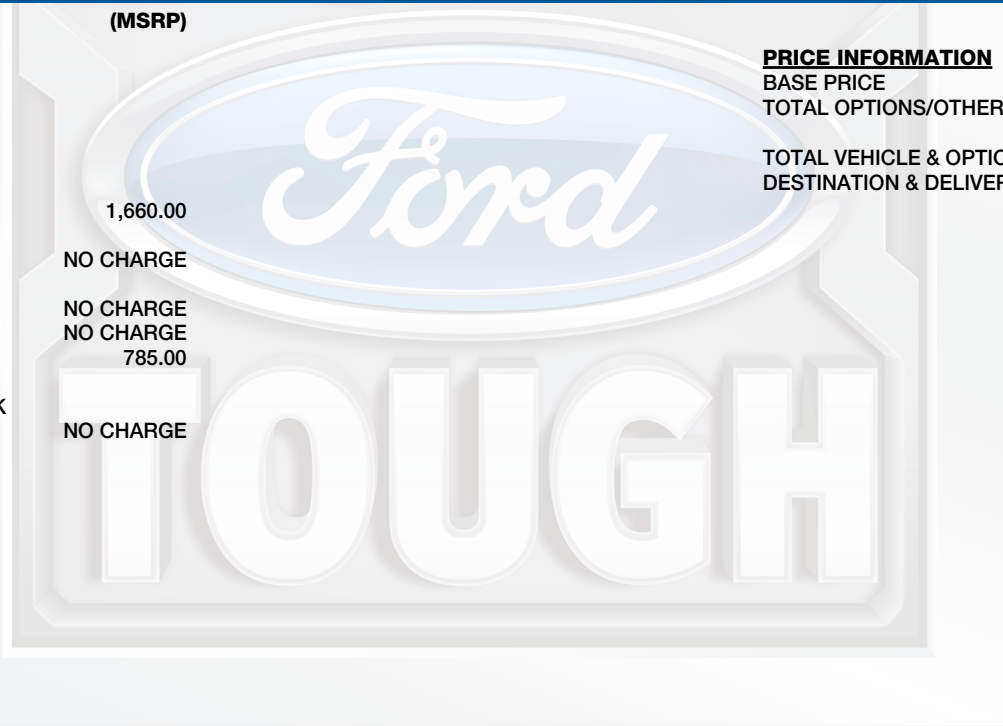 (MSRP)
1,660.00
NO CHARGE
NO CHARGE
NO CHARGE
785.00
K
NO CHARGE
PRICE INFORMATION
BASE PRICE
TOTAL OPTIONS/OTHER
TOTAL VEHICLE & OPTIO
DESTINATION & DELIVER
Ford
TOUGH